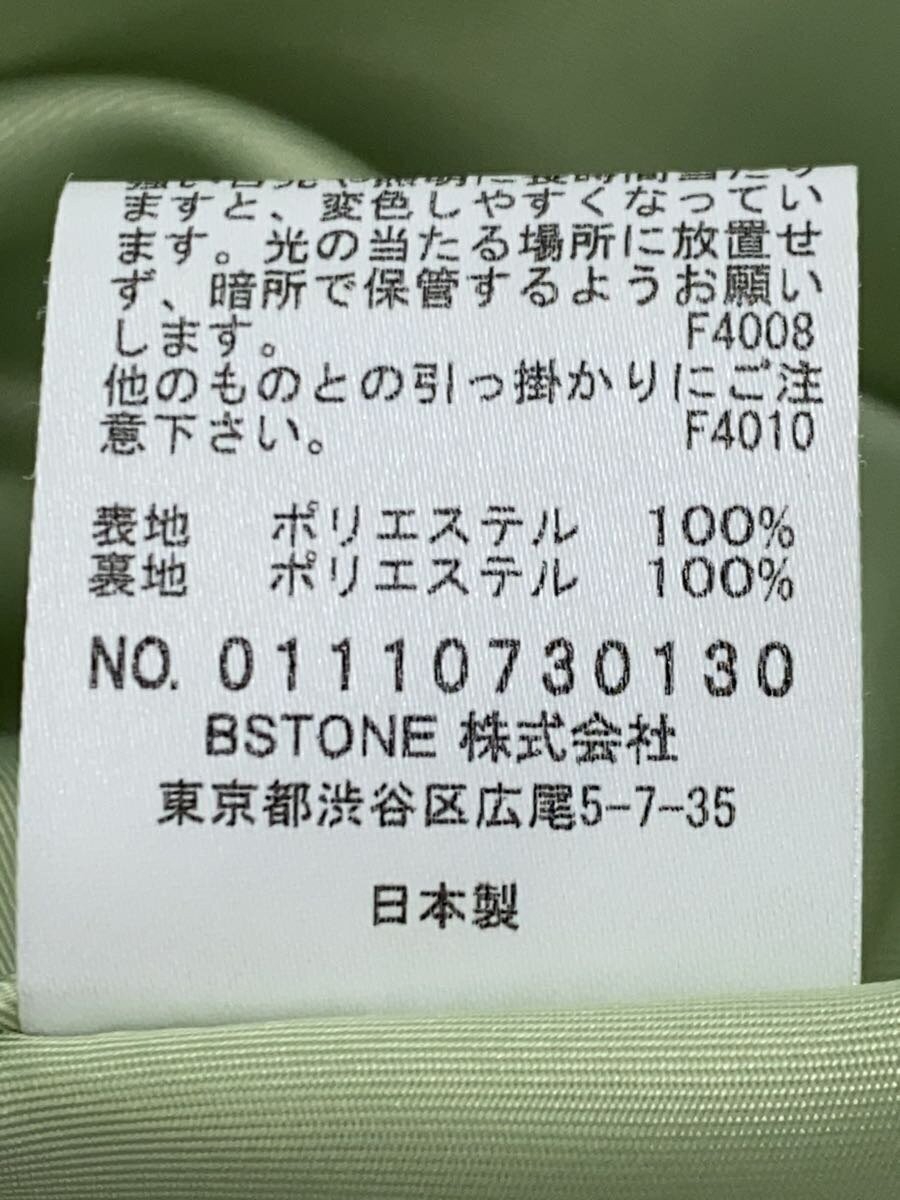 ますと、変色しやすくなってい
ます。光の当たる場所に放置せ
ず、暗所で保管するようお願い
します。 F4008
他のものとの引っ掛かりにご注
意下さい。 F4010
表地 ポリエステル 100%
裏地 ポリエステル 100%
NO. 01110730130
BSTONE 株式会社
東京都渋谷区広尾5-7-35
日本製